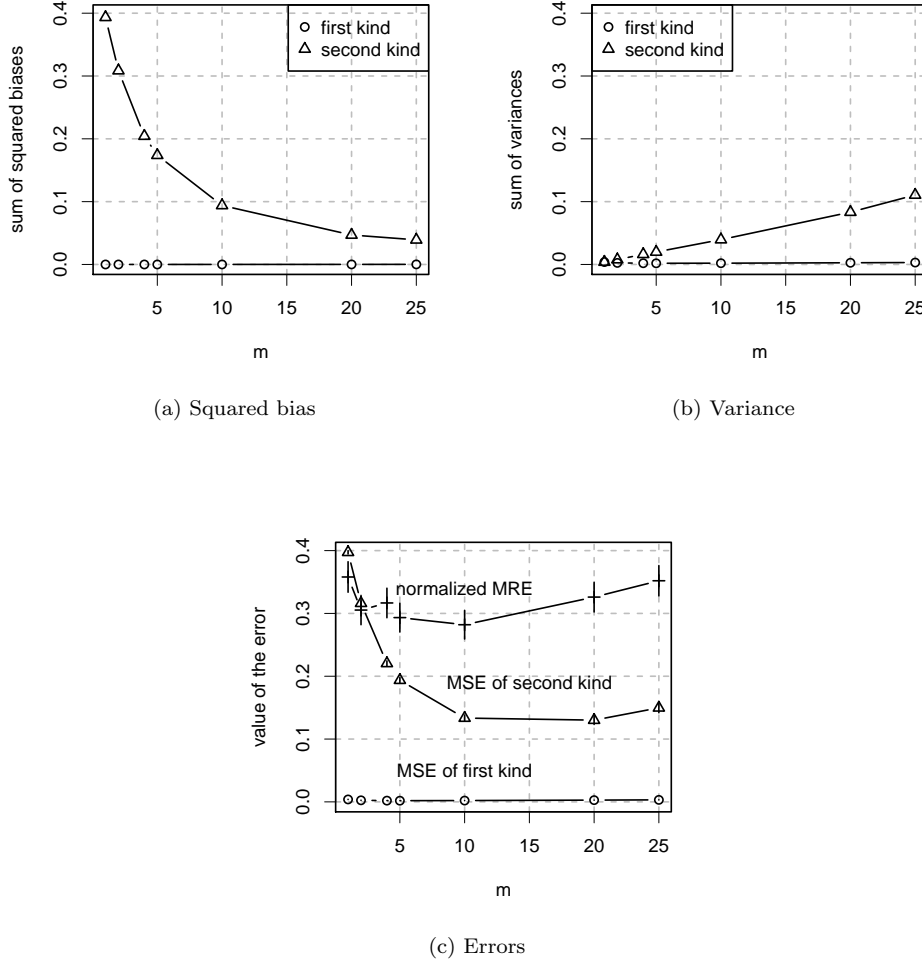 sum of squared biases
0.0
0.1
0.2
0.3
0.4
first kind
second kind
5
10
15
20
25
m
(a) Squared bias
sum of variances
0.0
0.1
0.2
0.3
0.4
first kind
second kind
5
10
15
20
25
m
(b) Variance
value of the error
0.0
0.1
0.2
0.3
0.4
normalized MRE
MSE of second kind
MSE of first kind
5
10
15
20
25
m
(c) Errors